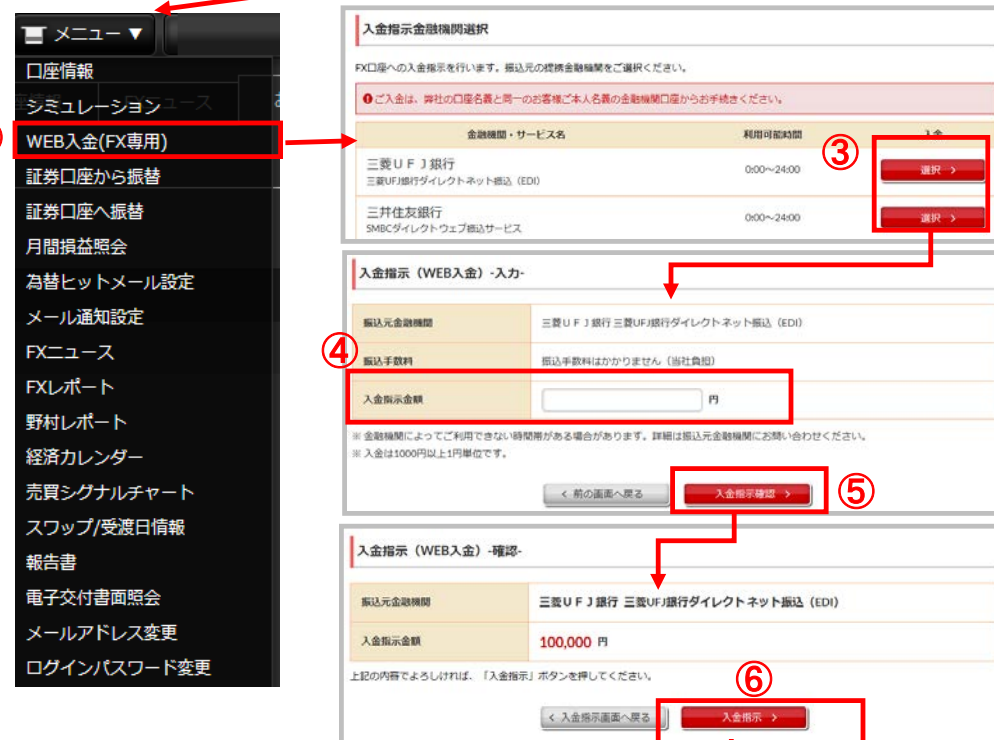 メニュー ▼
口座情報
シミュレーション
WEB入金(FX専用)
証券口座から振替
証券口座へ振替
月間損益照会
為替ヒットメール設定
メール通知設定
FXニュース
FXレポート
野村レポート
経済カレンダー
売買シグナルチャート
スワップ/受渡日情報
報告書
電子交付書面照会
メールアドレス変更
ログインパスワード変更
入金指示金融機関選択
FX口座への入金指示を行います。振込元の提携金融機関をご選択ください。
ご入金は、弊社の口座名義と同一のお客様ご本人名義の金融機関口座からお手続きください。
金融機関・サービス名 利用可能時間 入金
③
三菱ＵＦＪ銀行
三菱UFJ銀行ダイレクトネット振込（EDI） 0:00～24:00 選択 >
三井住友銀行
SMBCダイレクトウェブ振込サービス 0:00～24:00 選択 >
入金指示（WEB入金）-入力-
振込元金融機関 三菱ＵＦＪ銀行 三菱UFJ銀行ダイレクトネット振込（EDI）
④
振込手数料 振込手数料はかかりません（当社負担）
入金指示金額 円
※ 金融機関によってご利用できない時間帯がある場合があります。詳細は振込元金融機関にお問い合わせください。
※ 入金は1000円以上1円単位です。
< 前の画面へ戻る 入金指示確認 > ⑤
入金指示（WEB入金）-確認-
振込元金融機関 三菱ＵＦＪ銀行 三菱UFJ銀行ダイレクトネット振込（EDI）
入金指示金額 100,000 円
上記の内容でよろしければ、「入金指示」ボタンを押してください。
⑥
< 入金指示画面へ戻る 入金指示 >